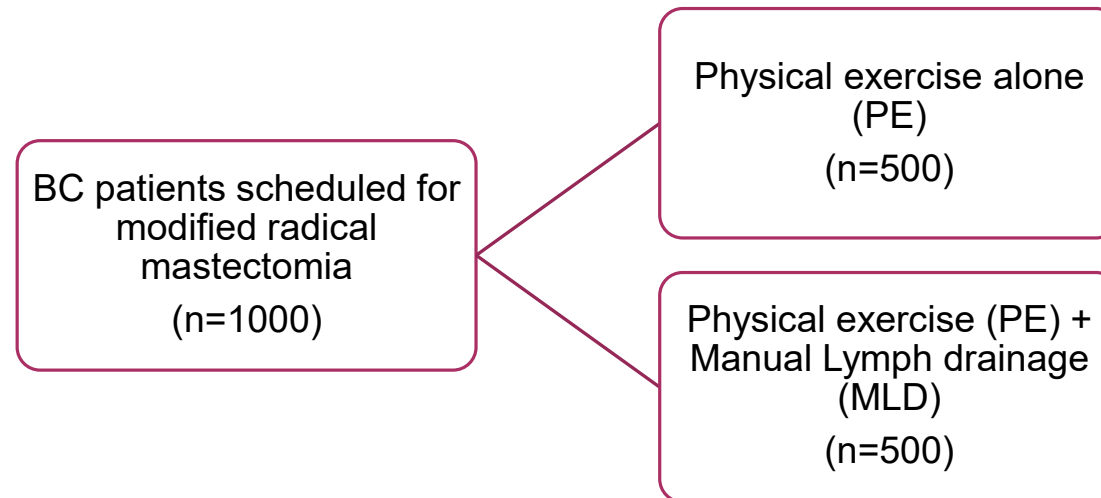 BC patients scheduled for
modified radical
mastectomia
(n=1000)
Physical exercise alone
(PE)
(n=500)
Physical exercise (PE) +
Manual Lymph drainage
(MLD)
(n=500)